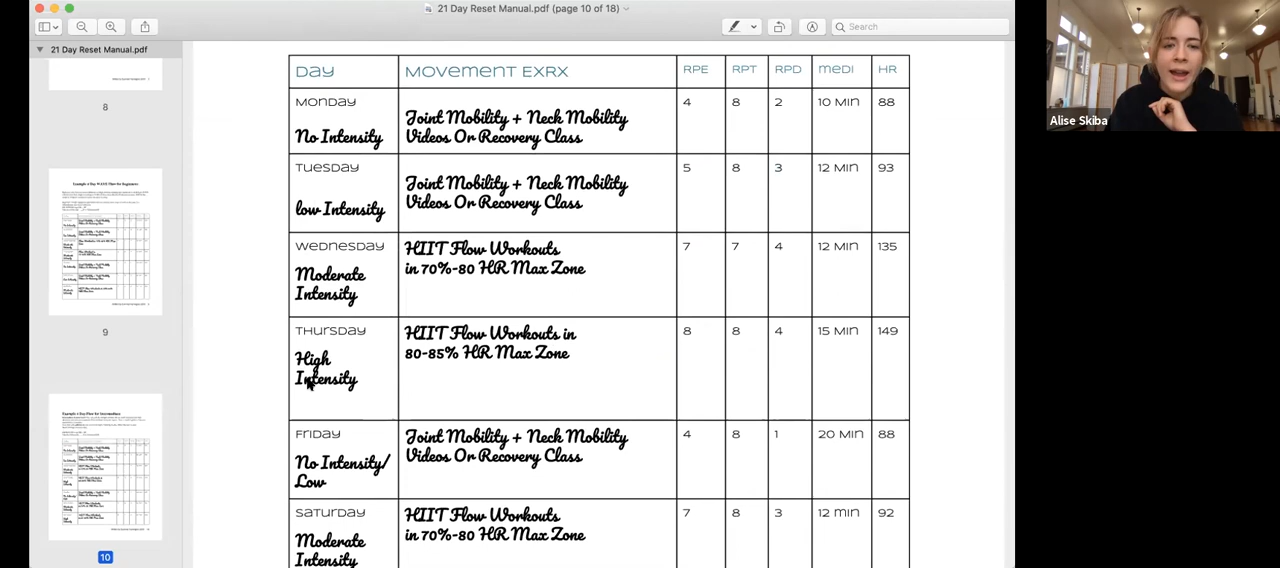 21 Day Reset Manual.pdf (page 10 of 18)
Search
21 Day Reset Manual.pdf
8
Example 4 Day Plan for Intermediate
9
10
Day Movement EXRX RPE RPT RPD Medi HR
Monday 4 8 2 10 Min 88
No Intensity
Joint Mobility + Neck Mobility
Videos Or Recovery Class
Tuesday 5 8 3 12 Min 93
low Intensity
Joint Mobility + Neck Mobility
Videos Or Recovery Class
Wednesday 7 7 4 12 Min 135
Moderate
Intensity
HIIT Flow Workouts
in 70%-80 HR Max Zone
Thursday 8 8 4 15 Min 149
High
Intensity
HIIT Flow Workouts in
80-85% HR Max Zone
Friday 4 8 1 20 Min 88
No Intensity/
Low
Joint Mobility + Neck Mobility
Videos Or Recovery Class
Saturday 7 8 3 12 min 92
Moderate
Intensity
HIIT Flow Workouts
in 70%-80 HR Max Zone
Alise Skiba